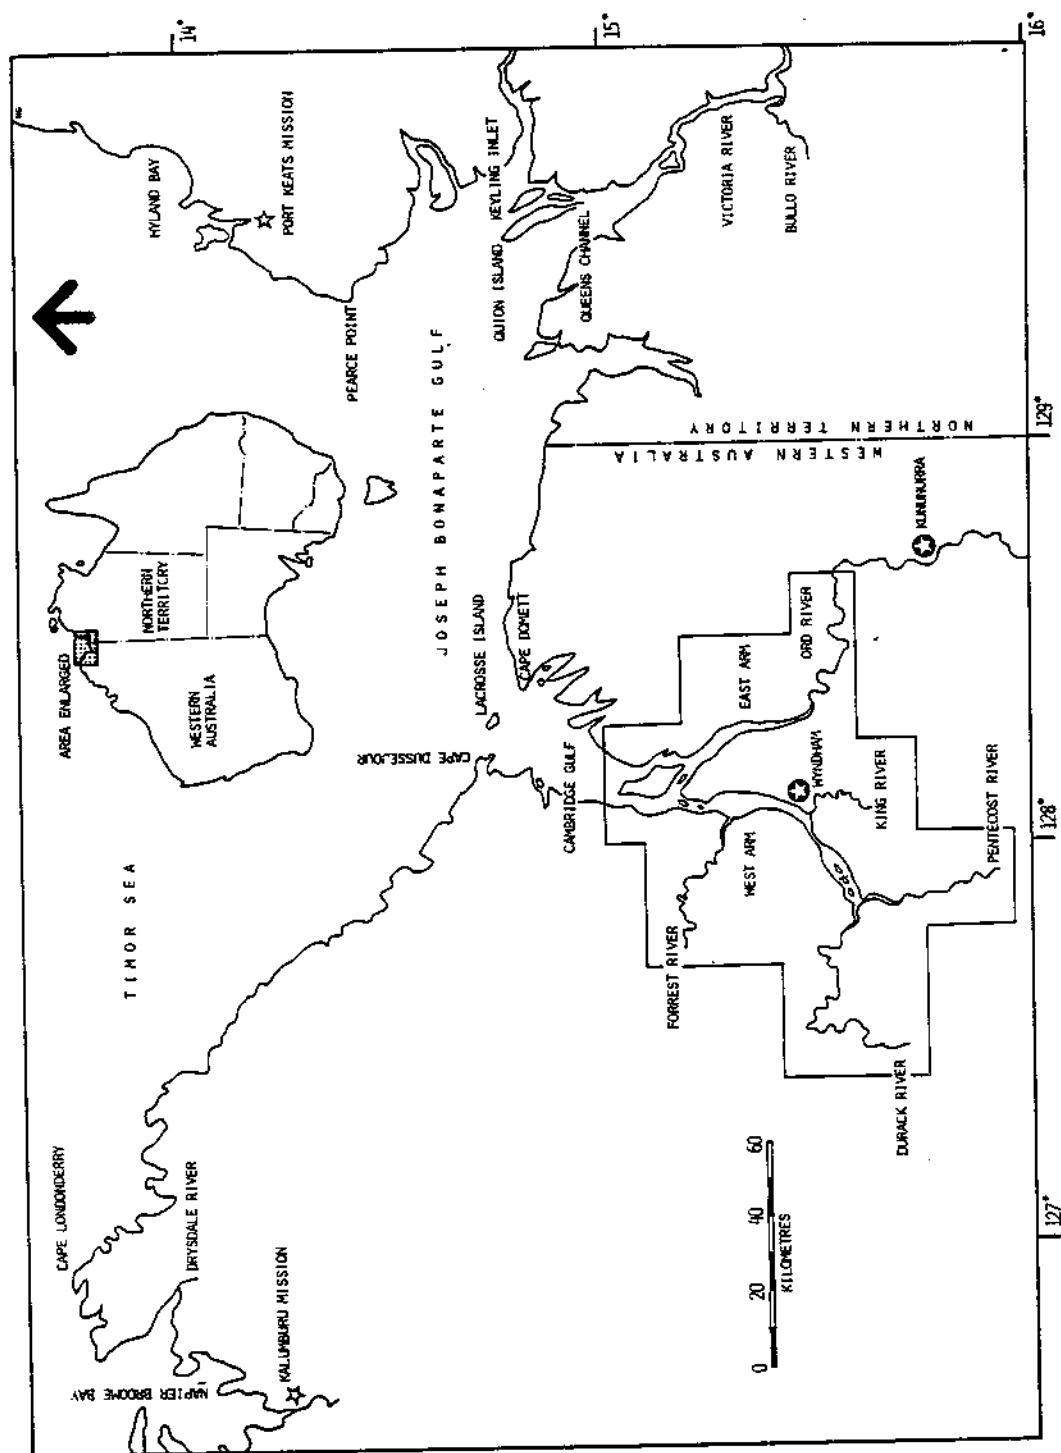 14°
15°
16°
HYLAND BAY
PORT KEATS MISSION
PEARCE POINT
KEYLING INLET
QUION ISLAND
QUEENS CHANNEL
VICTORIA RIVER
BULLO RIVER
JOSEPH BONAPARTE GULF
NORTHERN TERRITORY
WESTERN AUSTRALIA
129°
AREA ENLARGED
NORTHERN
TERRITORY
WESTERN
AUSTRALIA
KUNUNURRA
LACROSSE ISLAND
CAPE DOMETT
CAPE DUSSEJOUR
CAMBRIDGE GULF
EAST ARM
ORD RIVER
WYNDHAM
KING RIVER
WEST ARM
PENTECOST RIVER
128°
TIMOR SEA
FORREST RIVER
DURACK RIVER
CAPE LONDONDERRY
DRYSDALE RIVER
KALUMBURU MISSION
NAPIER BROOME BAY
0 20 40 60
KILOMETRES
127°